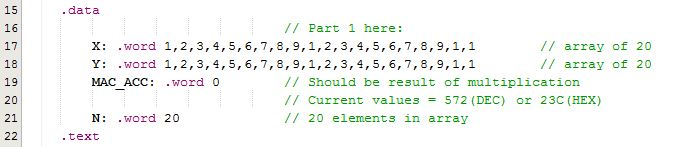 15 .data
16 // Part 1 here:
17 X: .word 1,2,3,4,5,6,7,8,9,1,2,3,4,5,6,7,8,9,1,1 // array of 20
18 Y: .word 1,2,3,4,5,6,7,8,9,1,2,3,4,5,6,7,8,9,1,1 // array of 20
19 MAC_ACC: .word 0 // Should be result of multiplication
20 // Current values = 572(DEC) or 23C(HEX)
21 N: .word 20 // 20 elements in array
22 .text